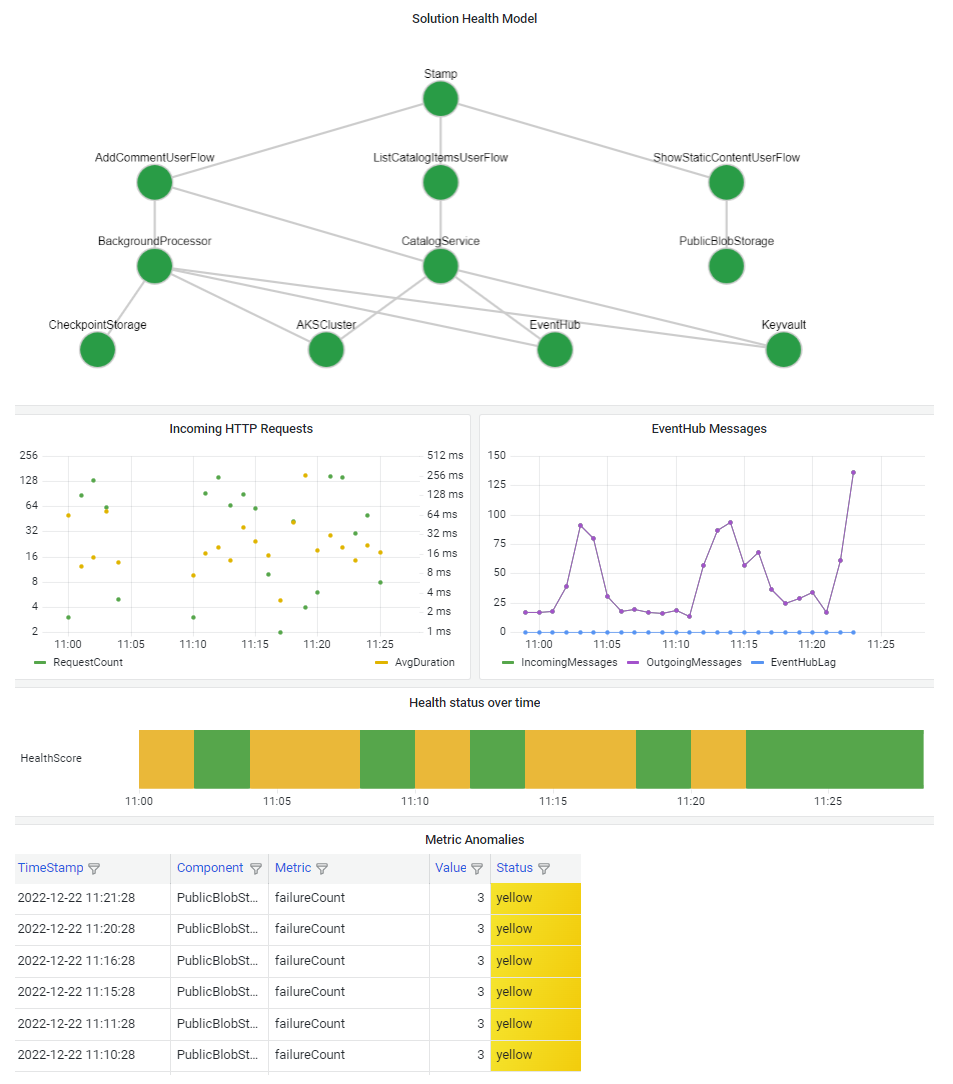 Solution Health Model
Stamp
AddCommentUserFlow
ListCatalogItemsUserFlow
ShowStaticContentUserFlow
BackgroundProcessor
CatalogService
PublicBlobStorage
CheckpointStorage
AKSCluster
EventHub
Keyvault
Incoming HTTP Requests
256
128
64
32
16
8
4
2
512 ms
256 ms
128 ms
64 ms
32 ms
16 ms
8 ms
4 ms
2 ms
1 ms
11:00 11:05 11:10 11:15 11:20 11:25
RequestCount AvgDuration
EventHub Messages
150
125
100
75
50
25
0
11:00 11:05 11:10 11:15 11:20 11:25
IncomingMessages OutgoingMessages EventHubLag
Health status over time
HealthScore
11:00 11:05 11:10 11:15 11:20 11:25
Metric Anomalies
TimeStamp Component Metric Value Status
2022-12-22 11:21:28 PublicBlobSt... failureCount 3 yellow
2022-12-22 11:20:28 PublicBlobSt... failureCount 3 yellow
2022-12-22 11:16:28 PublicBlobSt... failureCount 3 yellow
2022-12-22 11:15:28 PublicBlobSt... failureCount 3 yellow
2022-12-22 11:11:28 PublicBlobSt... failureCount 3 yellow
2022-12-22 11:10:28 PublicBlobSt... failureCount 3 yellow